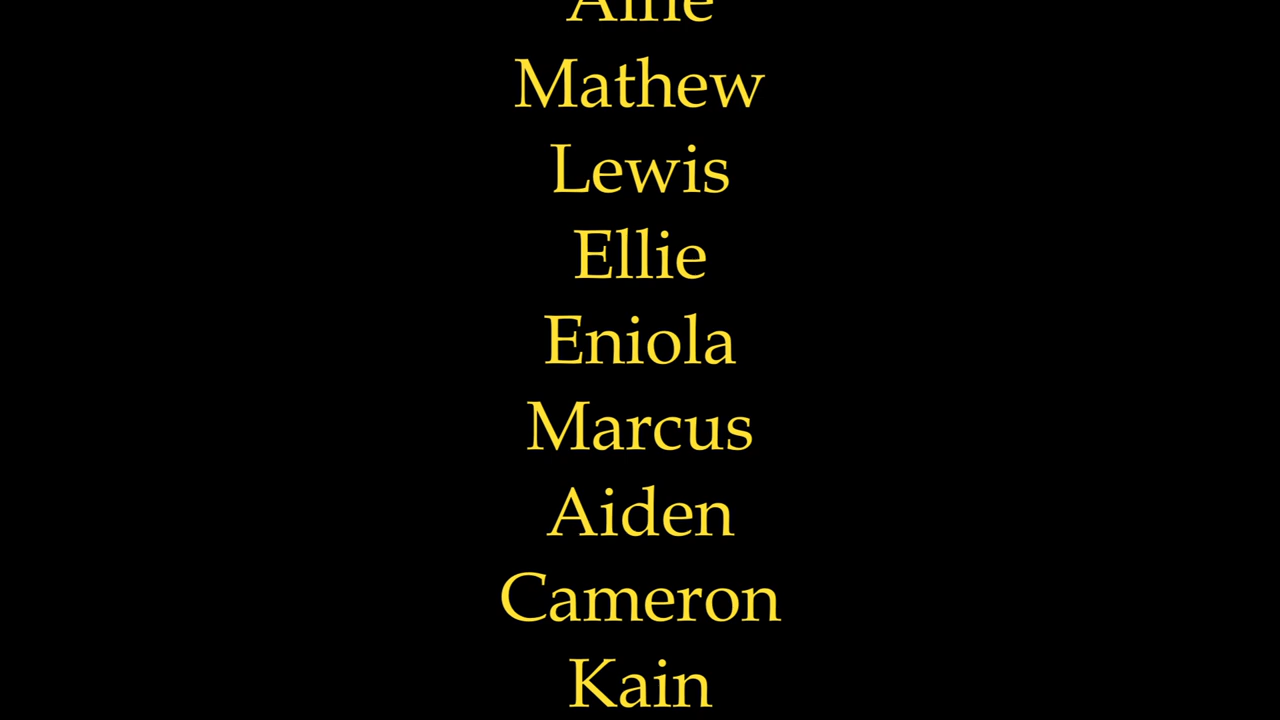 Mathew
Lewis
Ellie
Eniola
Marcus
Aiden
Cameron
Kain